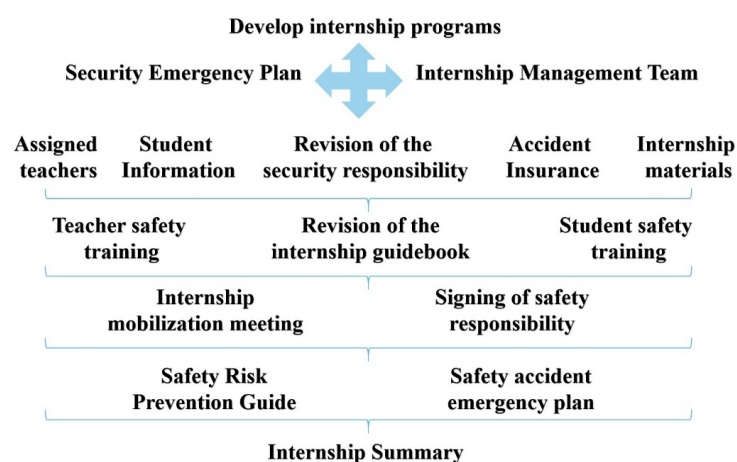 Develop internship programs
Security Emergency Plan
Internship Management Team
Assigned
teachers
Student
Information
Revision of the
security responsibility
Accident
Insurance
Internship
materials
Teacher safety
training
Revision of the
internship guidebook
Student safety
training
Internship
mobilization meeting
Signing of safety
responsibility
Safety Risk
Prevention Guide
Safety accident
emergency plan
Internship Summary